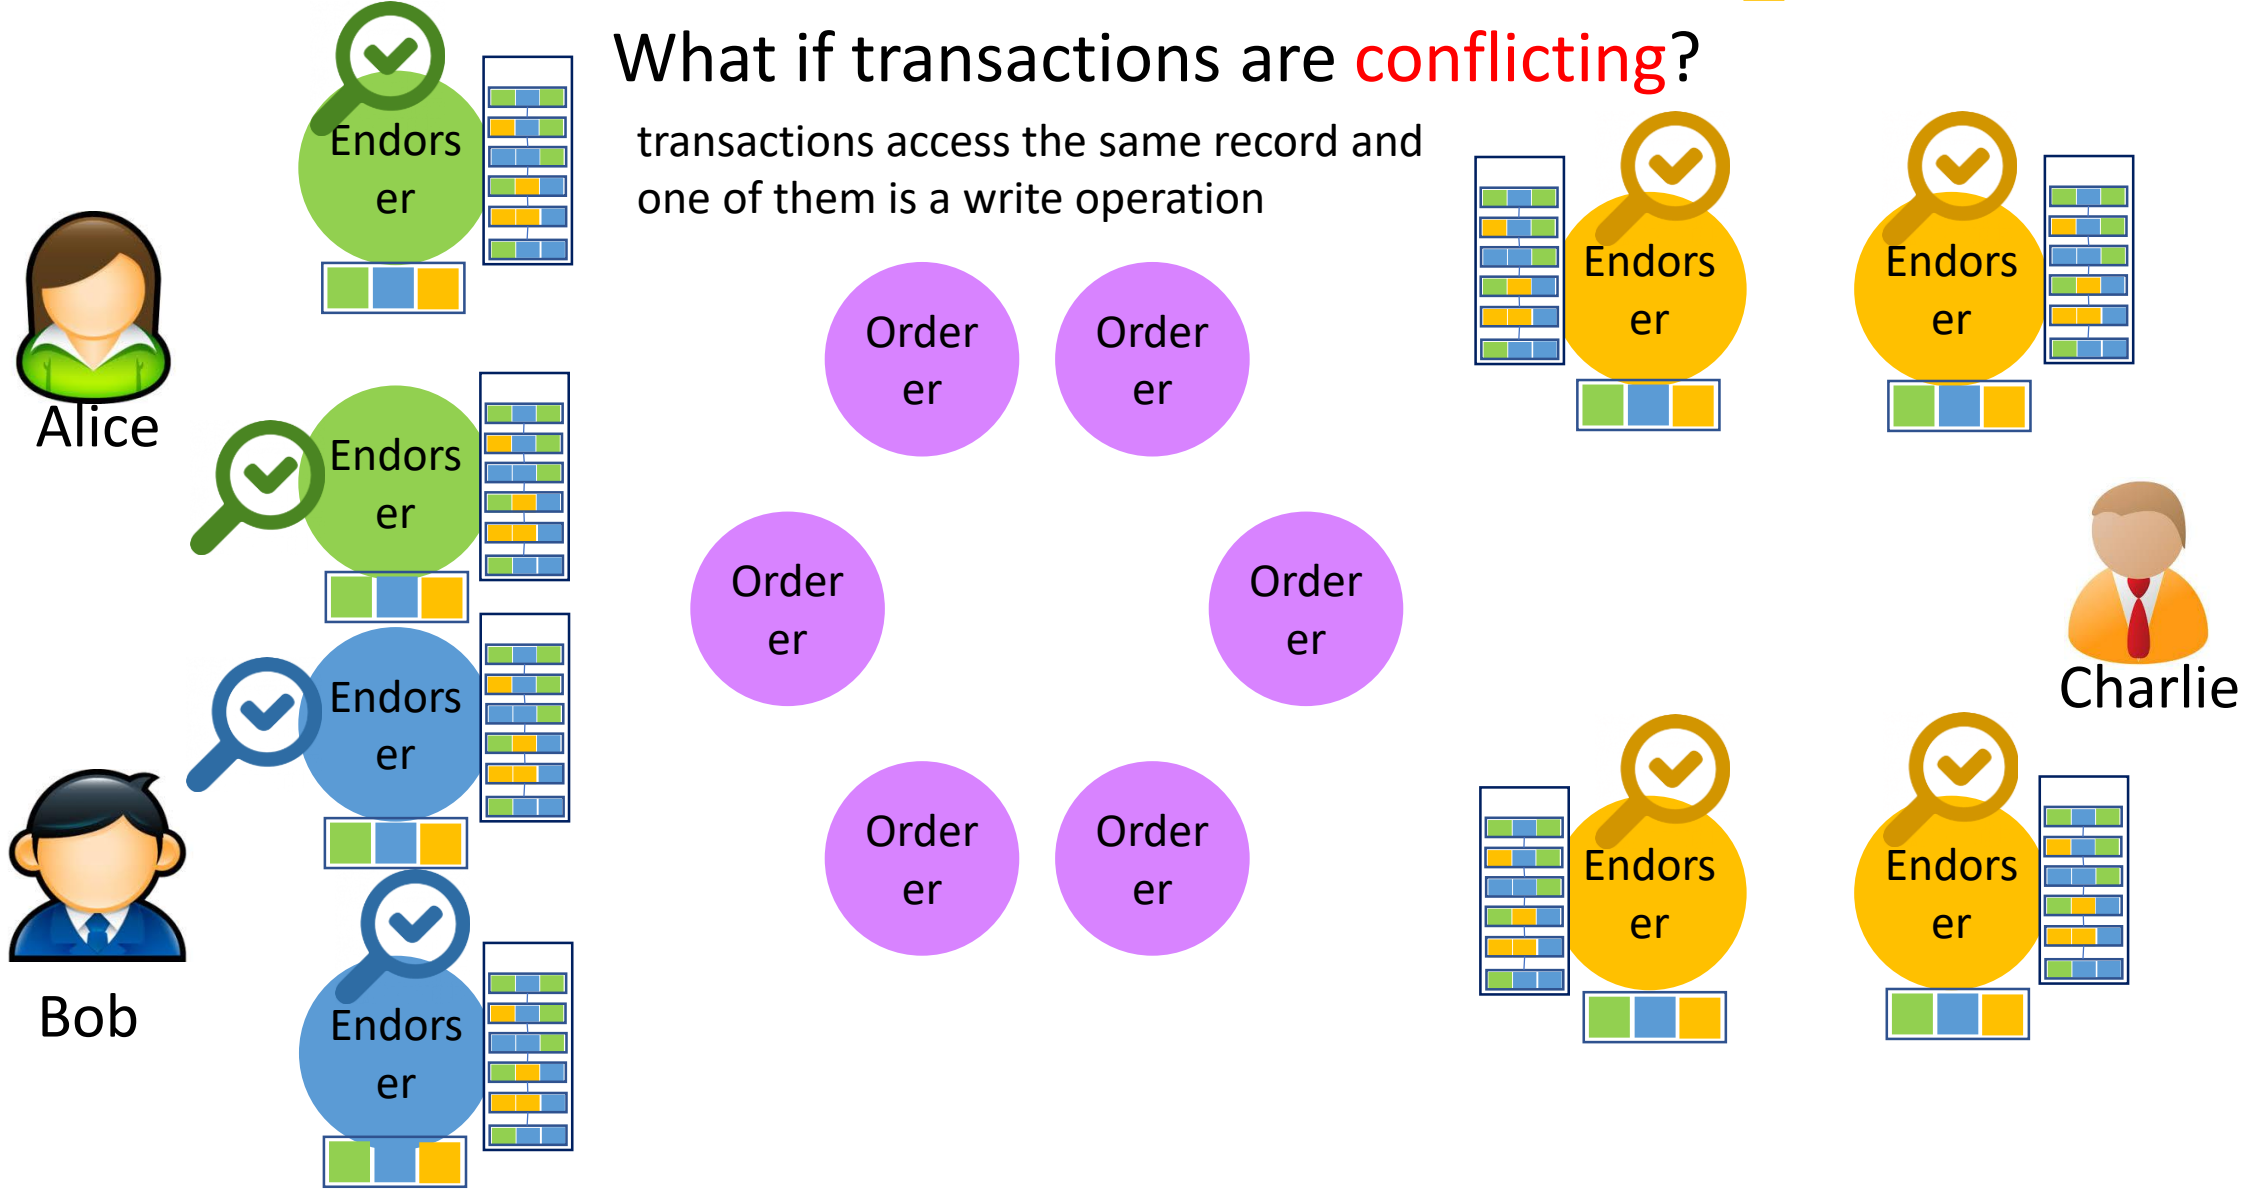 What if transactions are conflicting?
transactions access the same record and
one of them is a write operation
Endors
er
Alice
Endors
er
Endors
er
Bob
Endors
er
Order
er
Order
er
Order
er
Order
er
Order
er
Order
er
Endors
er
Endors
er
Charlie
Endors
er
Endors
er